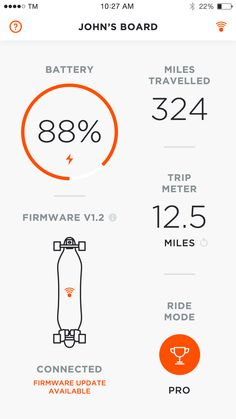 TM 10:27 AM 22%
? JOHN'S BOARD
BATTERY
88%
FIRMWARE V1.2 i
CONNECTED
FIRMWARE UPDATE
AVAILABLE
MILES
TRAVELLED
324
TRIP
METER
12.5
MILES
RIDE
MODE
PRO